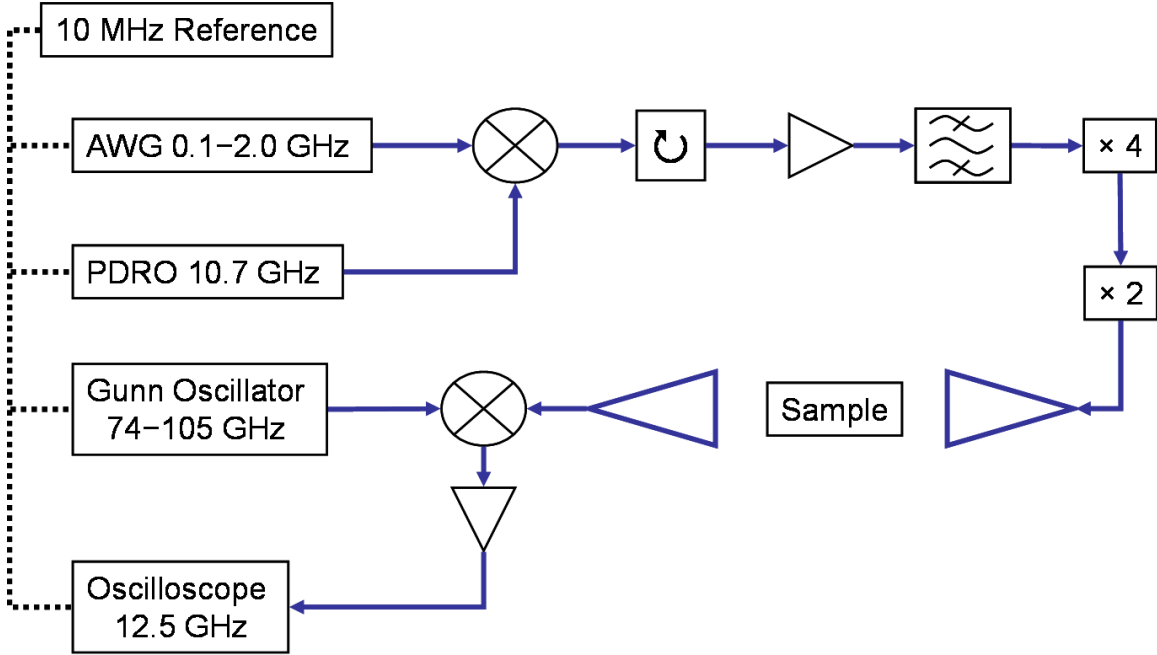 10 MHz Reference
AWG 0.1−2.0 GHz
× 4
PDRO 10.7 GHz
× 2
Gunn Oscillator
74−105 GHz
Sample
Oscilloscope
12.5 GHz